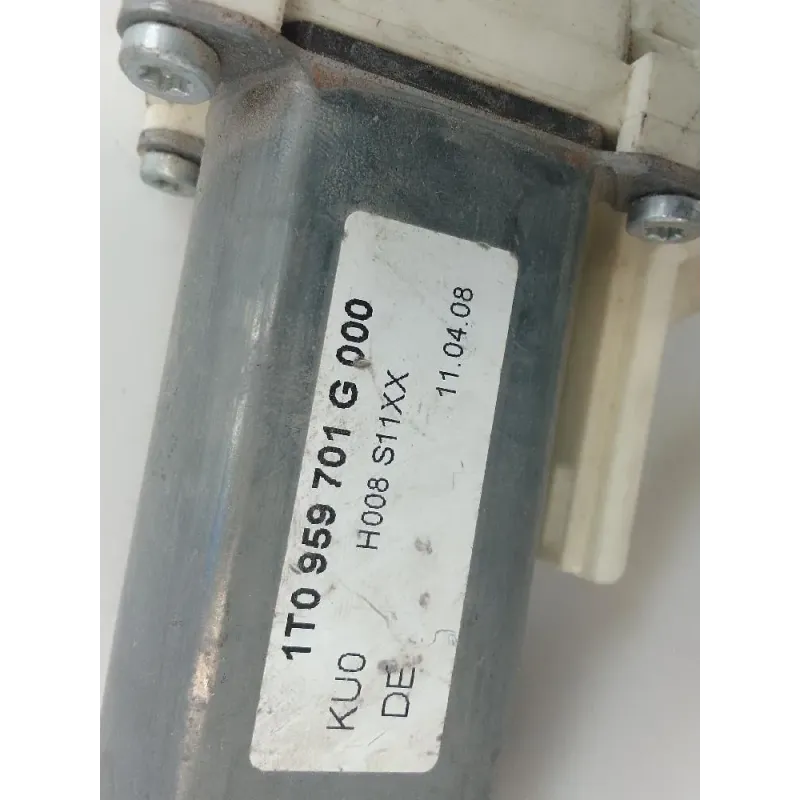 1T0 959 701 G 000
KU0 H008 S11XX
DE 11.04.08